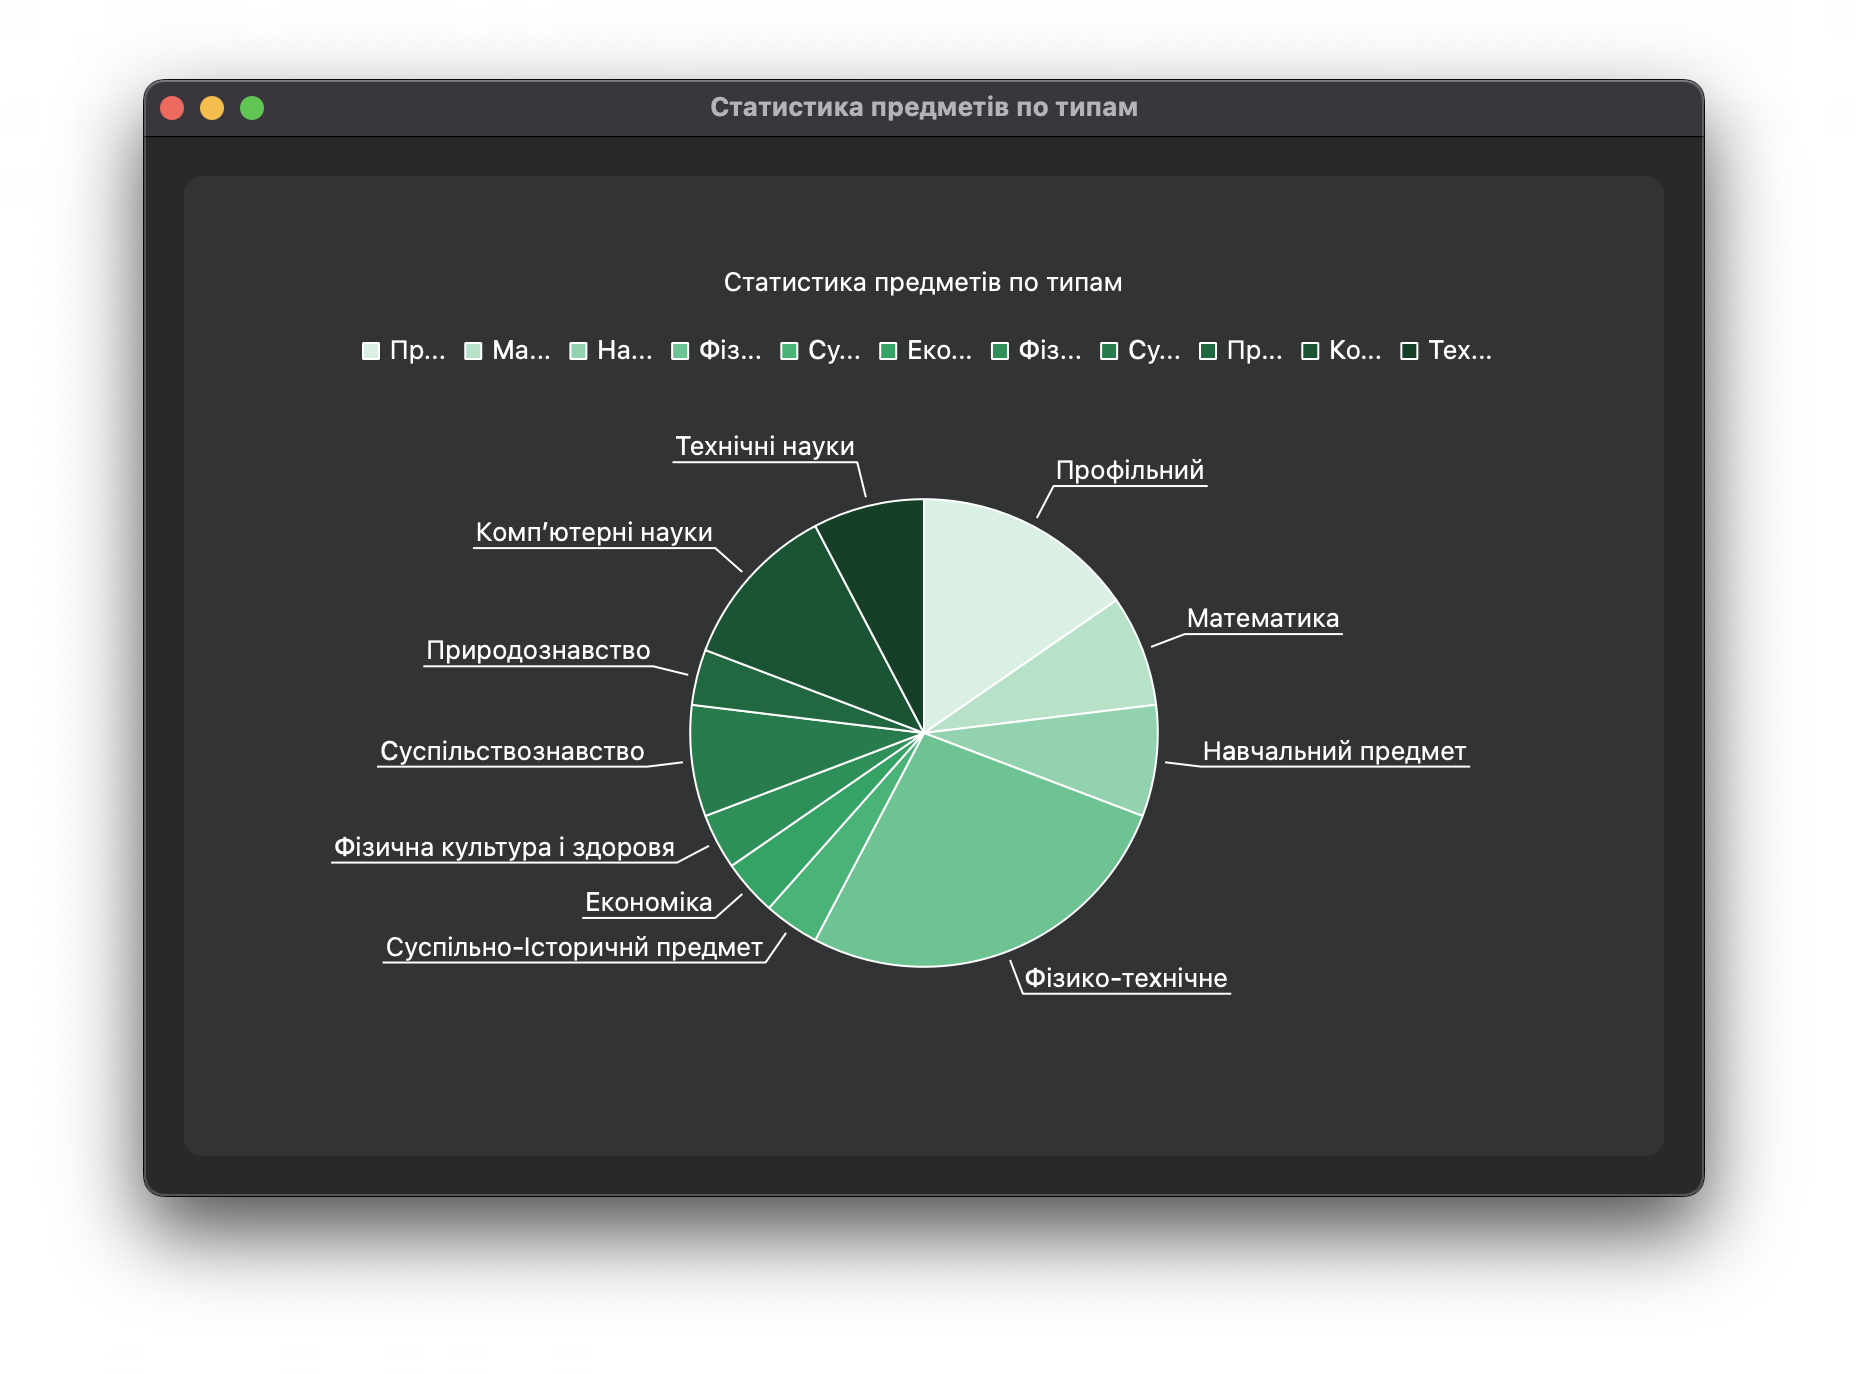 Статистика предметів по типам
Статистика предметів по типам
Пр... Ма... На... Фіз... Су... Еко... Фіз... Су... Пр... Ко... Тех...
Технічні науки
Профільний
Комп’ютерні науки
Математика
Природознавство
Суспільствознавство
Навчальний предмет
Фізична культура і здоровя
Економіка
Суспільно-Історичнй предмет
Фізико-технічне